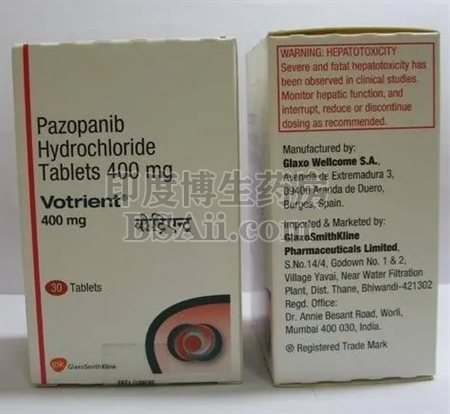 Pazopanib
Hydrochloride
Tablets 400 mg
Votrient
400 mg
वोट्रिएन्ट
30 Tablets
gsk GlaxoSmithKline
WARNING: HEPATOTOXICITY
Severe and fatal hepatotoxicity has
been observed in clinical studies.
Monitor hepatic function, and
interrupt, reduce or discontinue
dosing as recommended.
Manufactured by:
Glaxo Wellcome S.A.,
Avenida de Extremadura 3,
09400 Aranda de Duero,
Burgos, Spain.
Imported & Marketed by:
GlaxoSmithKline
Pharmaceuticals Limited,
S.No.14/4, Godown No. 1 & 2,
Village Vavai, Near Water Filtration
Plant, Dist. Thane, Bhiwandi-421302
Regd. Office:
Dr. Annie Besant Road, Worli,
Mumbai 400 030, India.
® Registered Trade Mark
印度博生药房
BBAii.com